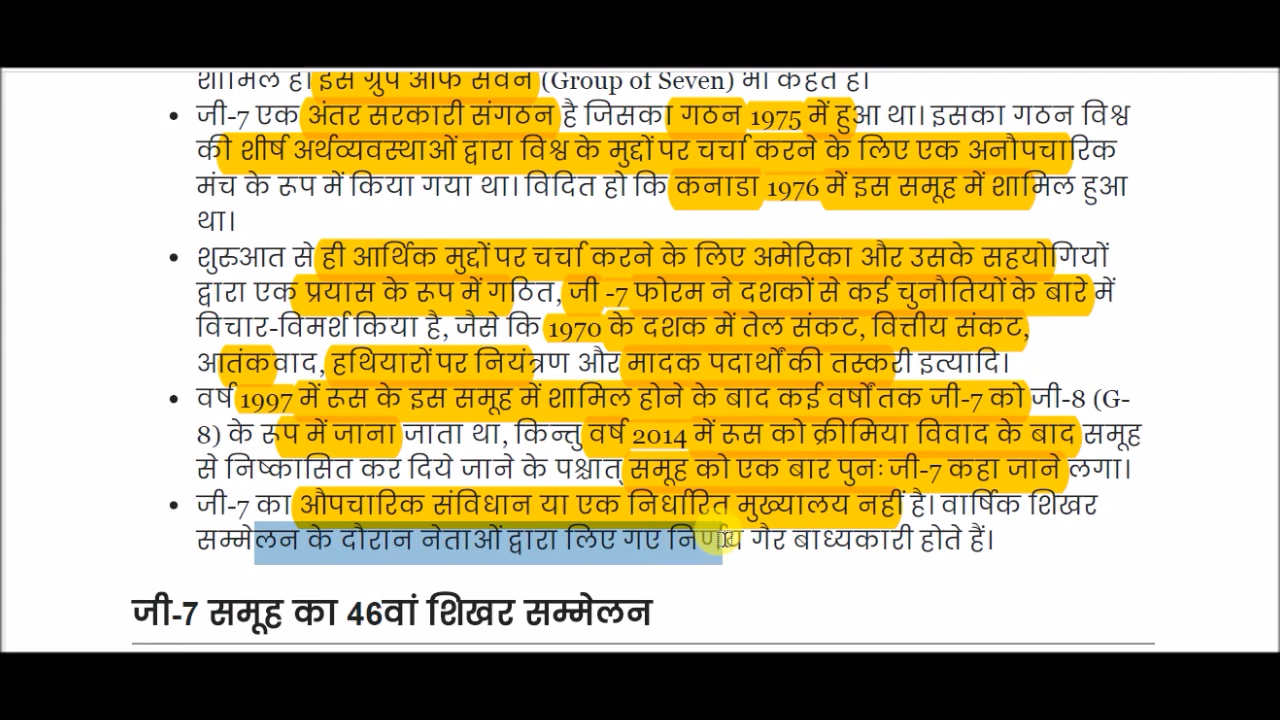 शामिल हैं। इसे ग्रुप ऑफ सेवन (Group of Seven) भी कहते हैं।
जी-7 एक अंतर सरकारी संगठन है जिसका गठन 1975 में हुआ था। इसका गठन विश्व
की शीर्ष अर्थव्यवस्थाओं द्वारा विश्व के मुद्दों पर चर्चा करने के लिए एक अनौपचारिक
मंच के रूप में किया गया था। विदित हो कि कनाडा 1976 में इस समूह में शामिल हुआ
था।
शुरुआत से ही आर्थिक मुद्दों पर चर्चा करने के लिए अमेरिका और उसके सहयोगियों
द्वारा एक प्रयास के रूप में गठित, जी -7 फोरम ने दशकों से कई चुनौतियों के बारे में
विचार-विमर्श किया है, जैसे कि 1970 के दशक में तेल संकट, वित्तीय संकट,
आतंकवाद, हथियारों पर नियंत्रण और मादक पदार्थों की तस्करी इत्यादि।
वर्ष 1997 में रूस के इस समूह में शामिल होने के बाद कई वर्षों तक जी-7 को जी-8 (G-
8) के रूप में जाना जाता था, किन्तु वर्ष 2014 में रूस को क्रीमिया विवाद के बाद समूह
से निष्कासित कर दिये जाने के पश्चात् समूह को एक बार पुनः जी-7 कहा जाने लगा।
जी-7 का औपचारिक संविधान या एक निर्धारित मुख्यालय नहीं है। वार्षिक शिखर
सम्मेलन के दौरान नेताओं द्वारा लिए गए निर्णय गैर बाध्यकारी होते हैं।
जी-7 समूह का 46वां शिखर सम्मेलन